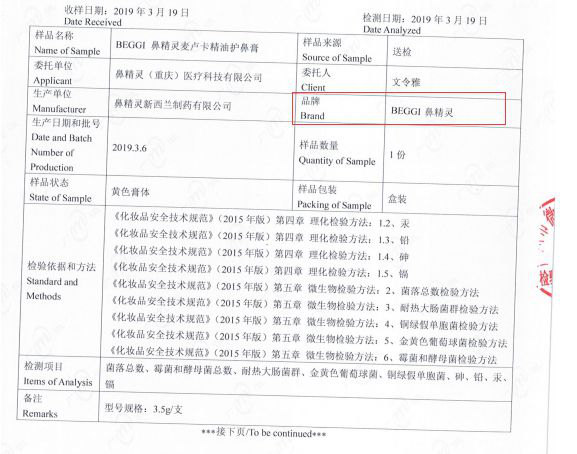 收样日期：2019 年 3 月 19 日
Date Received
检测日期：2019 年 3 月 19 日
Date Analyzed
样品名称
Name of Sample
BEGGI 鼻精灵麦卢卡精油护鼻膏
样品来源
Source of Sample
送检
委托单位
Applicant
鼻精灵（重庆）医疗科技有限公司
委托人
Client
文令雅
生产单位
Manufacturer
鼻精灵新西兰制药有限公司
品牌
Brand
BEGGI 鼻精灵
生产日期和批号
Date and Batch
Number of
Production
2019.3.6
样品数量
Quantity of Sample
1 份
样品状态
State of Sample
黄色膏体
样品包装
Packing of Sample
盒装
检验依据和方法
Standard and
Methods
《化妆品安全技术规范》（2015 年版）第四章 理化检验方法：1.2、汞
《化妆品安全技术规范》（2015 年版）第四章 理化检验方法：1.3、铅
《化妆品安全技术规范》（2015 年版）第四章 理化检验方法：1.4、砷
《化妆品安全技术规范》（2015 年版）第四章 理化检验方法：1.5、镉
《化妆品安全技术规范》（2015 年版）第五章 微生物检验方法：2、菌落总数检验方法
《化妆品安全技术规范》（2015 年版）第五章 微生物检验方法：3、耐热大肠菌群检验方法
《化妆品安全技术规范》（2015 年版）第五章 微生物检验方法：4、铜绿假单胞菌检验方法
《化妆品安全技术规范》（2015 年版）第五章 微生物检验方法：5、金黄色葡萄球菌检验方法
《化妆品安全技术规范》（2015 年版）第五章 微生物检验方法：6、霉菌和酵母菌检验方法
检测项目
Items of Analysis
菌落总数、霉菌和酵母菌总数、耐热大肠菌群、金黄色葡萄球菌、铜绿假单胞菌、砷、铅、汞、
镉
备注
Remarks
型号规格：3.5g/支
***接下页/To be continued***